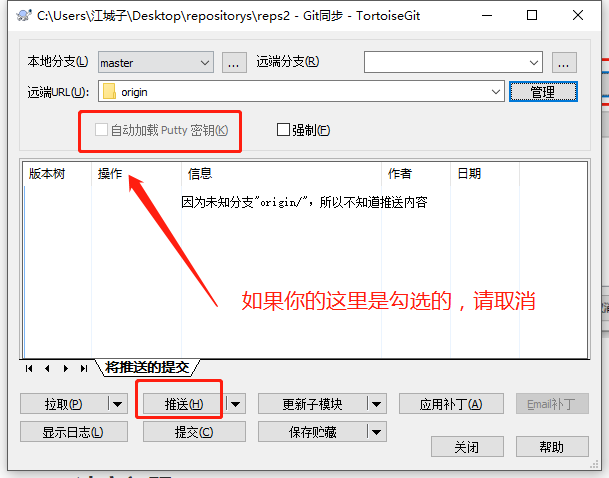 C:\Users\江城子\Desktop\repositorys\reps2 - Git同步 - TortoiseGit
本地分支(L) master ... 远端分支(R) ...
远端URL(U): origin 管理
自动加载 Putty 密钥(K) 强制(F)
版本树 操作 信息 作者 日期
因为未知分支"origin/"，所以不知道推送内容
如果你的这里是勾选的，请取消
将推送的提交
拉取(P) 推送(H) 更新子模块 应用补丁(A) Email补丁
显示日志(L) 提交(C) 保存贮藏
关闭 帮助